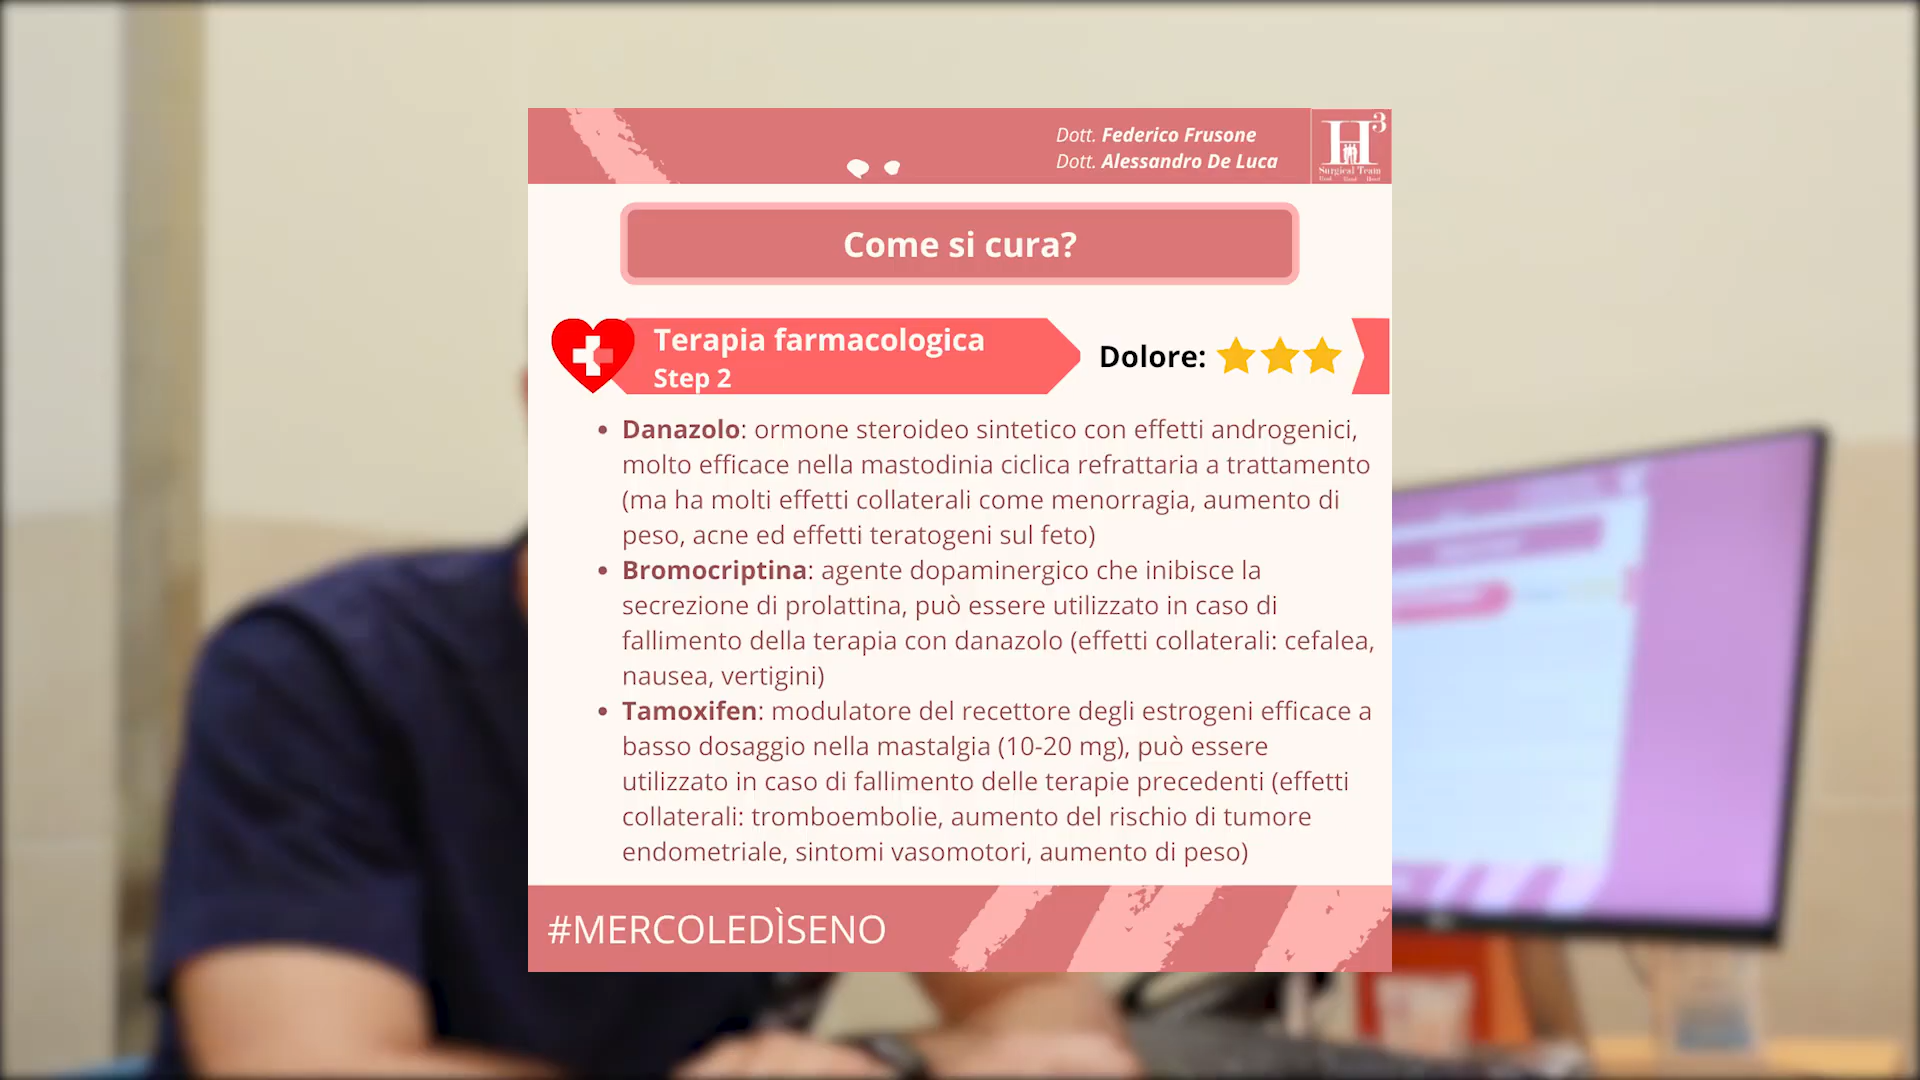 Dott. Federico Frusone
Dott. Alessandro De Luca
H3
Surgical Team
Come si cura?
Terapia farmacologica
Step 2
Dolore:
• Danazolo: ormone steroideo sintetico con effetti androgenici,
molto efficace nella mastodinia ciclica refrattaria a trattamento
(ma ha molti effetti collaterali come menorragia, aumento di
peso, acne ed effetti teratogeni sul feto)
• Bromocriptina: agente dopaminergico che inibisce la
secrezione di prolattina, può essere utilizzato in caso di
fallimento della terapia con danazolo (effetti collaterali: cefalea,
nausea, vertigini)
• Tamoxifen: modulatore del recettore degli estrogeni efficace a
basso dosaggio nella mastalgia (10-20 mg), può essere
utilizzato in caso di fallimento delle terapie precedenti (effetti
collaterali: tromboembolie, aumento del rischio di tumore
endometriale, sintomi vasomotori, aumento di peso)
#MERCOLEDÌSENO